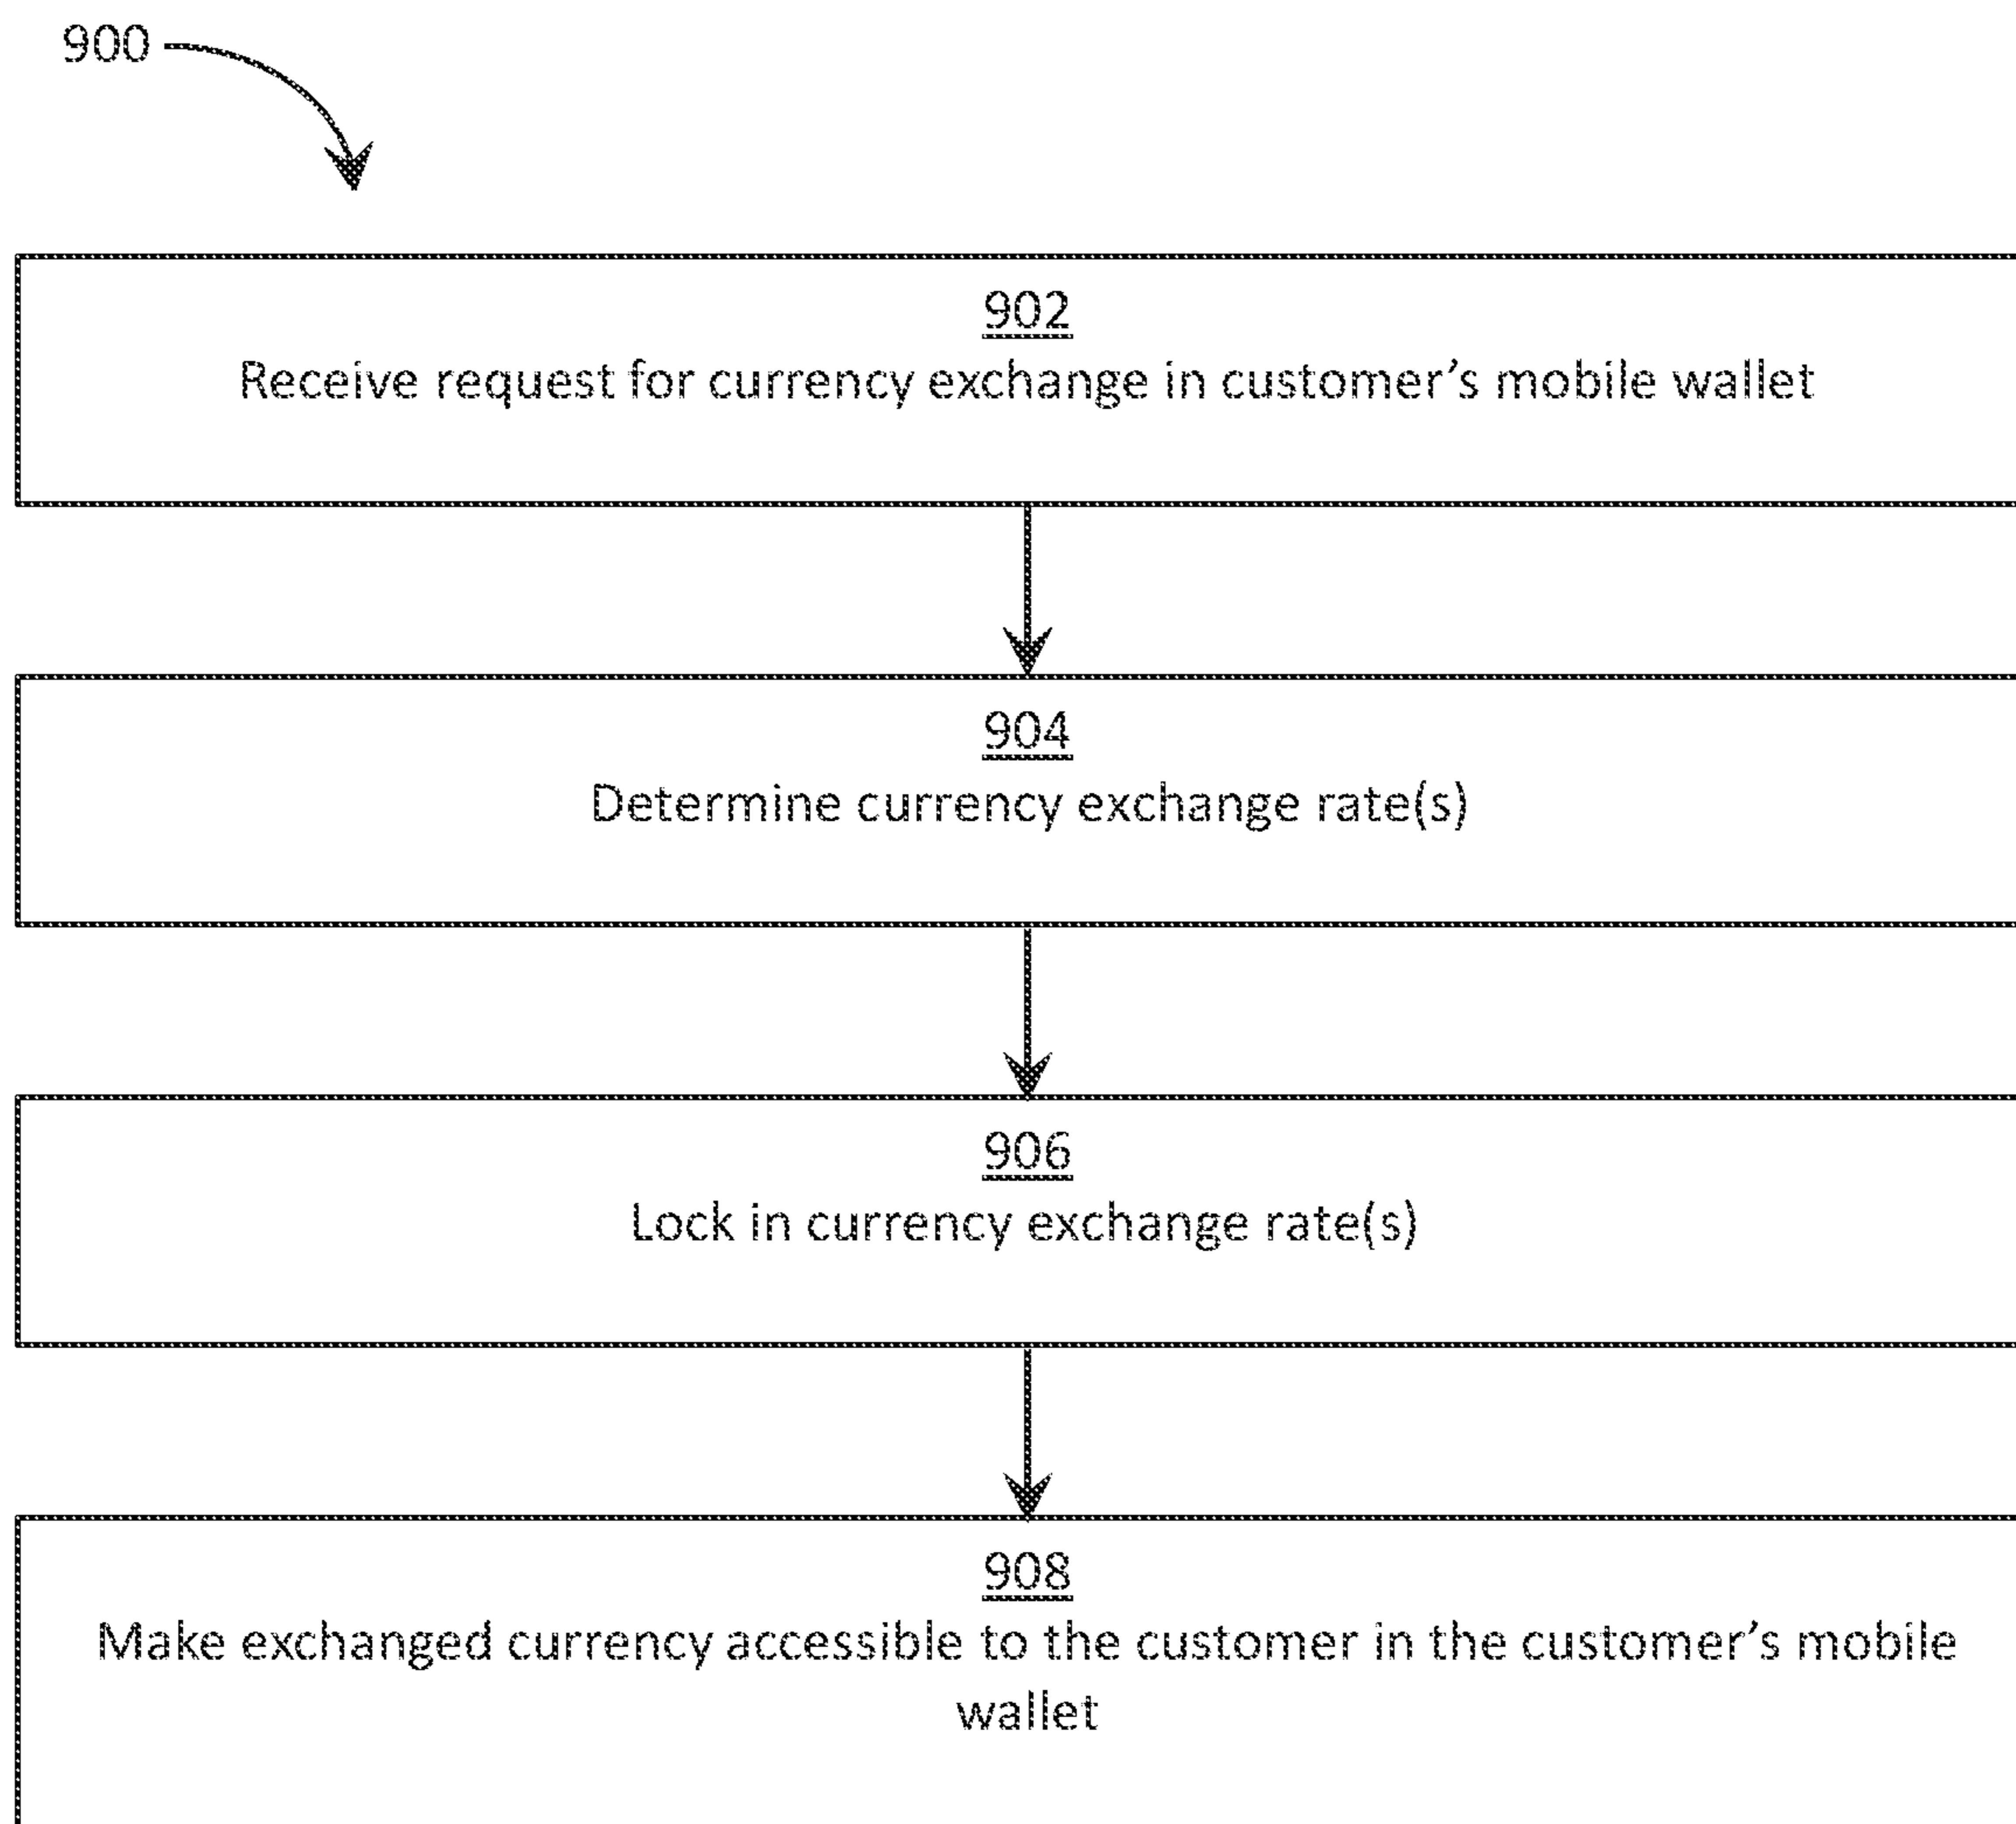 900
902
Receive request for currency exchange in customer's mobile wallet
904
Determine currency exchange rate(s)
906
Lock in currency exchange rate(s)
908
Make exchanged currency accessible to the customer in the customer's mobile
wallet